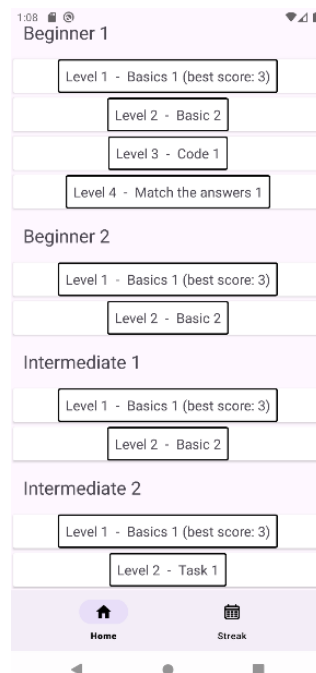 1:08
Beginner 1
Level 1 - Basics 1 (best score: 3)
Level 2 - Basic 2
Level 3 - Code 1
Level 4 - Match the answers 1
Beginner 2
Level 1 - Basics 1 (best score: 3)
Level 2 - Basic 2
Intermediate 1
Level 1 - Basics 1 (best score: 3)
Level 2 - Basic 2
Intermediate 2
Level 1 - Basics 1 (best score: 3)
Level 2 - Task 1
Home Streak